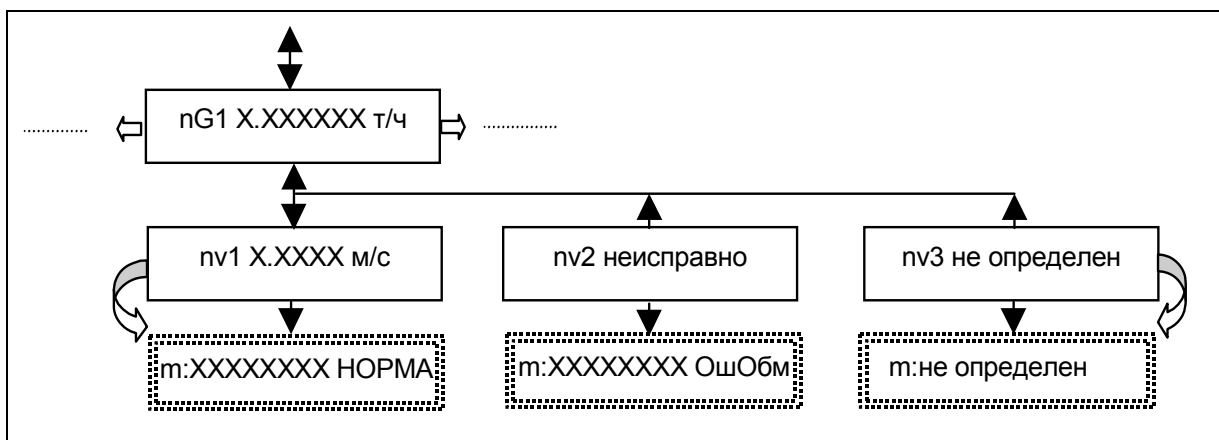 nG1 X.XXXXXX т/ч
nv1 X.XXXX м/с
nv2 неисправно
nv3 не определен
m:XXXXXXXX НОРМА
m:XXXXXXXX ОшОбм
m:не определен